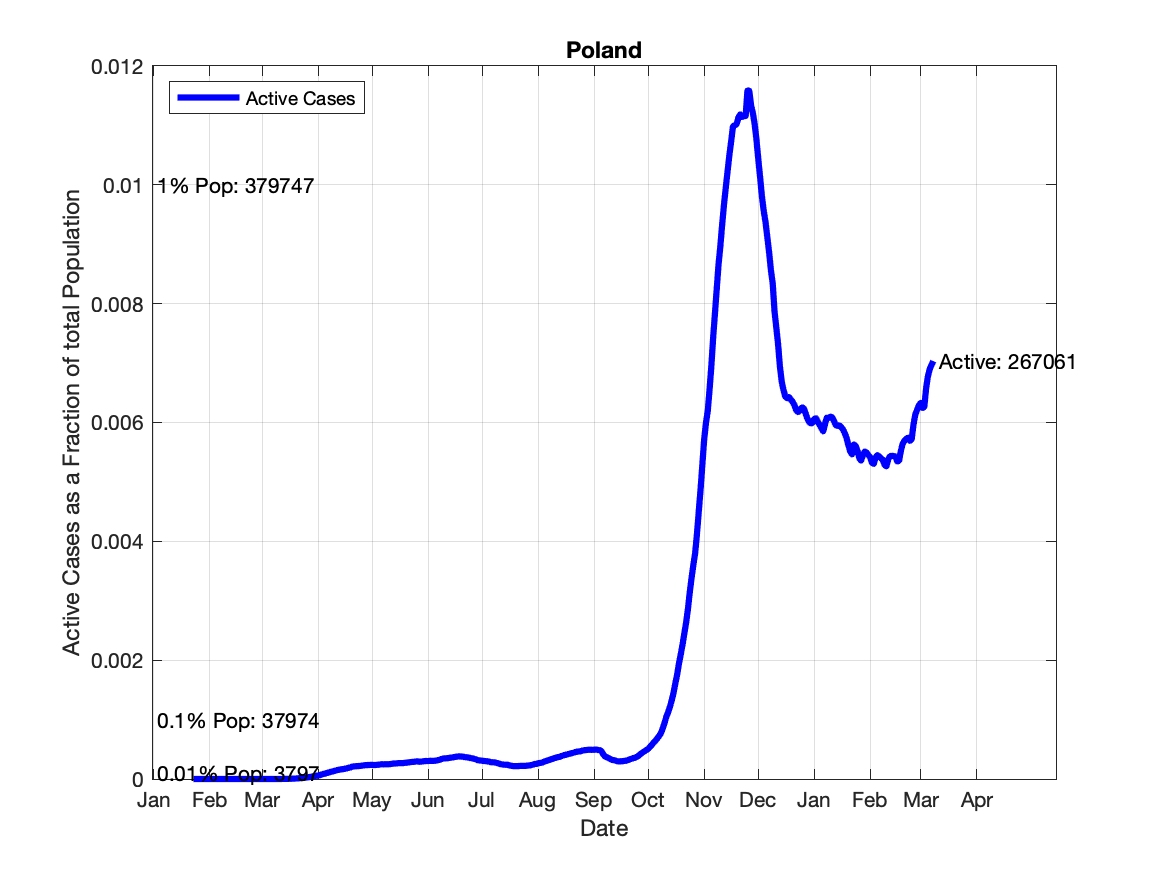 Poland
Active Cases
0.012
0.01
0.008
0.006
0.004
0.002
0
1% Pop: 379747
0.1% Pop: 37974
0.01% Pop: 3797
Active: 267061
Active Cases as a Fraction of total Population
Jan Feb Mar Apr May Jun Jul Aug Sep Oct Nov Dec Jan Feb Mar Apr
Date